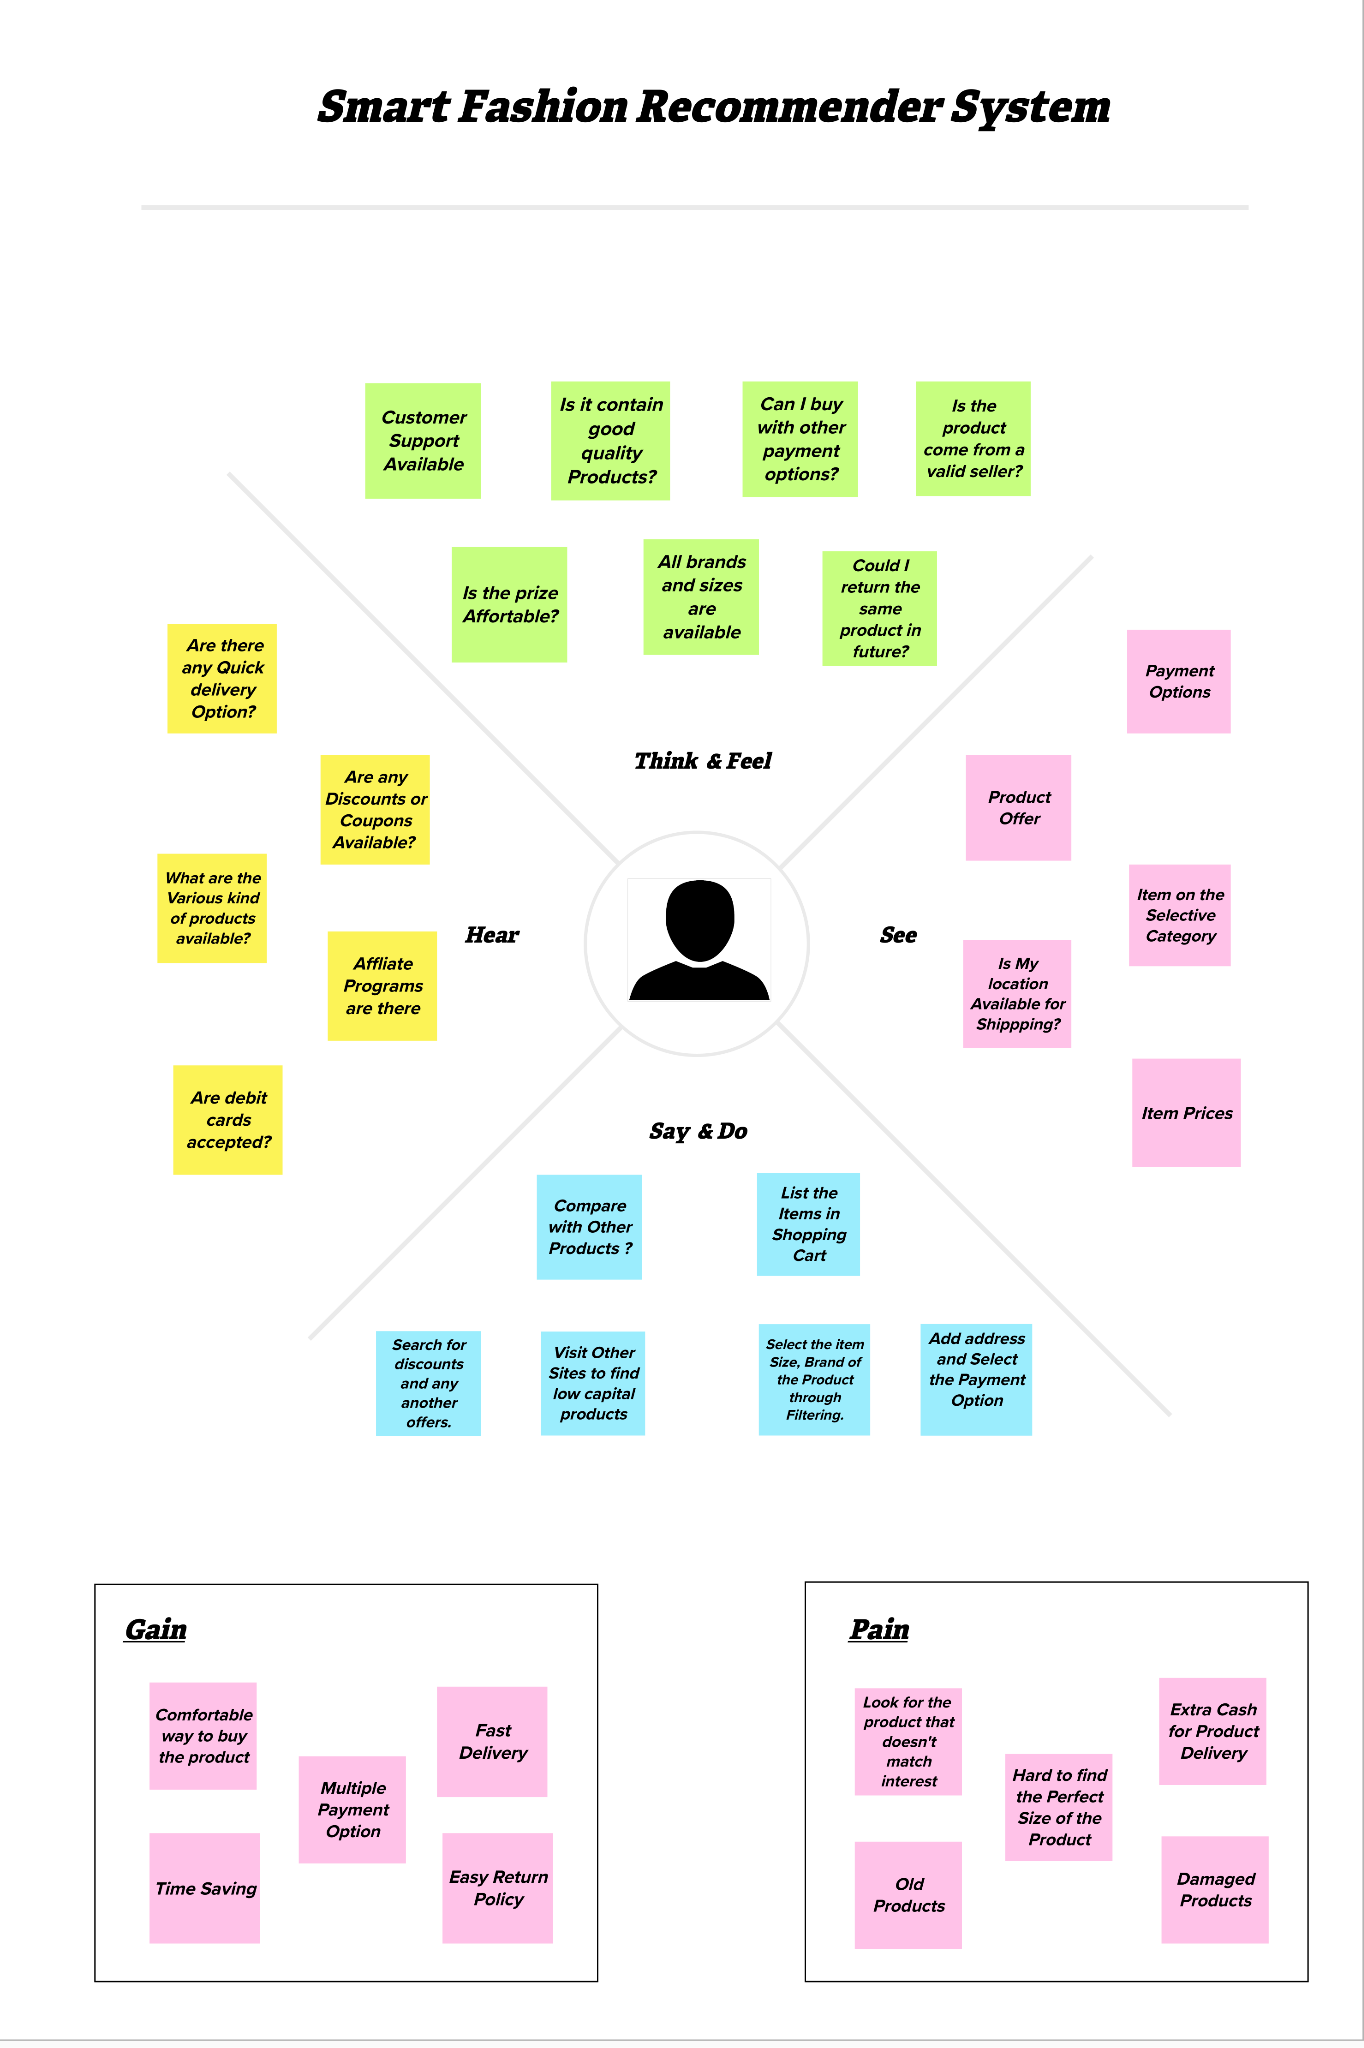 Smart Fashion Recommender System
Customer
Support
Available
Is it contain
good
quality
Products?
Can I buy
with other
payment
options?
Is the
product
come from a
valid seller?
Is the prize
Affortable?
All brands
and sizes
are
available
Could I
return the
same
product in
future?
Think & Feel
Are there
any Quick
delivery
Option?
Are any
Discounts or
Coupons
Available?
What are the
Various kind
of products
available?
Affliate
Programs
are there
Are debit
cards
accepted?
Hear
See
Payment
Options
Product
Offer
Item on the
Selective
Category
Is My
location
Available for
Shippping?
Item Prices
Say & Do
Compare
with Other
Products ?
List the
Items in
Shopping
Cart
Search for
discounts
and any
another
offers.
Visit Other
Sites to find
low capital
products
Select the item
Size, Brand of
the Product
through
Filtering.
Add address
and Select
the Payment
Option
Gain
Comfortable
way to buy
the product
Fast
Delivery
Multiple
Payment
Option
Time Saving
Easy Return
Policy
Pain
Look for the
product that
doesn't
match
interest
Extra Cash
for Product
Delivery
Hard to find
the Perfect
Size of the
Product
Old
Products
Damaged
Products